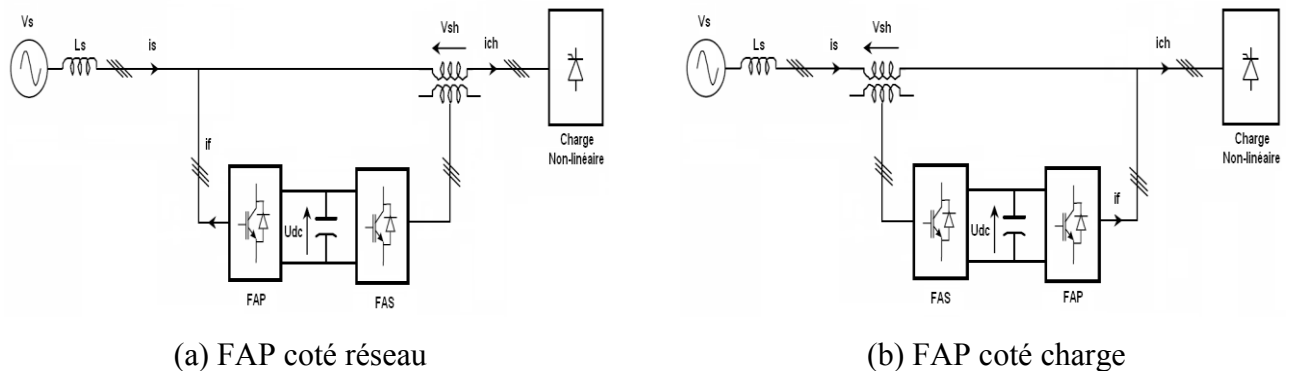 Vs
Ls
is
Vsh
ich
Charge
Non-linéaire
if
Udc
FAP
FAS
(a) FAP coté réseau
Vs
Ls
is
Vsh
ich
Charge
Non-linéaire
if
Udc
FAS
FAP
(b) FAP coté charge